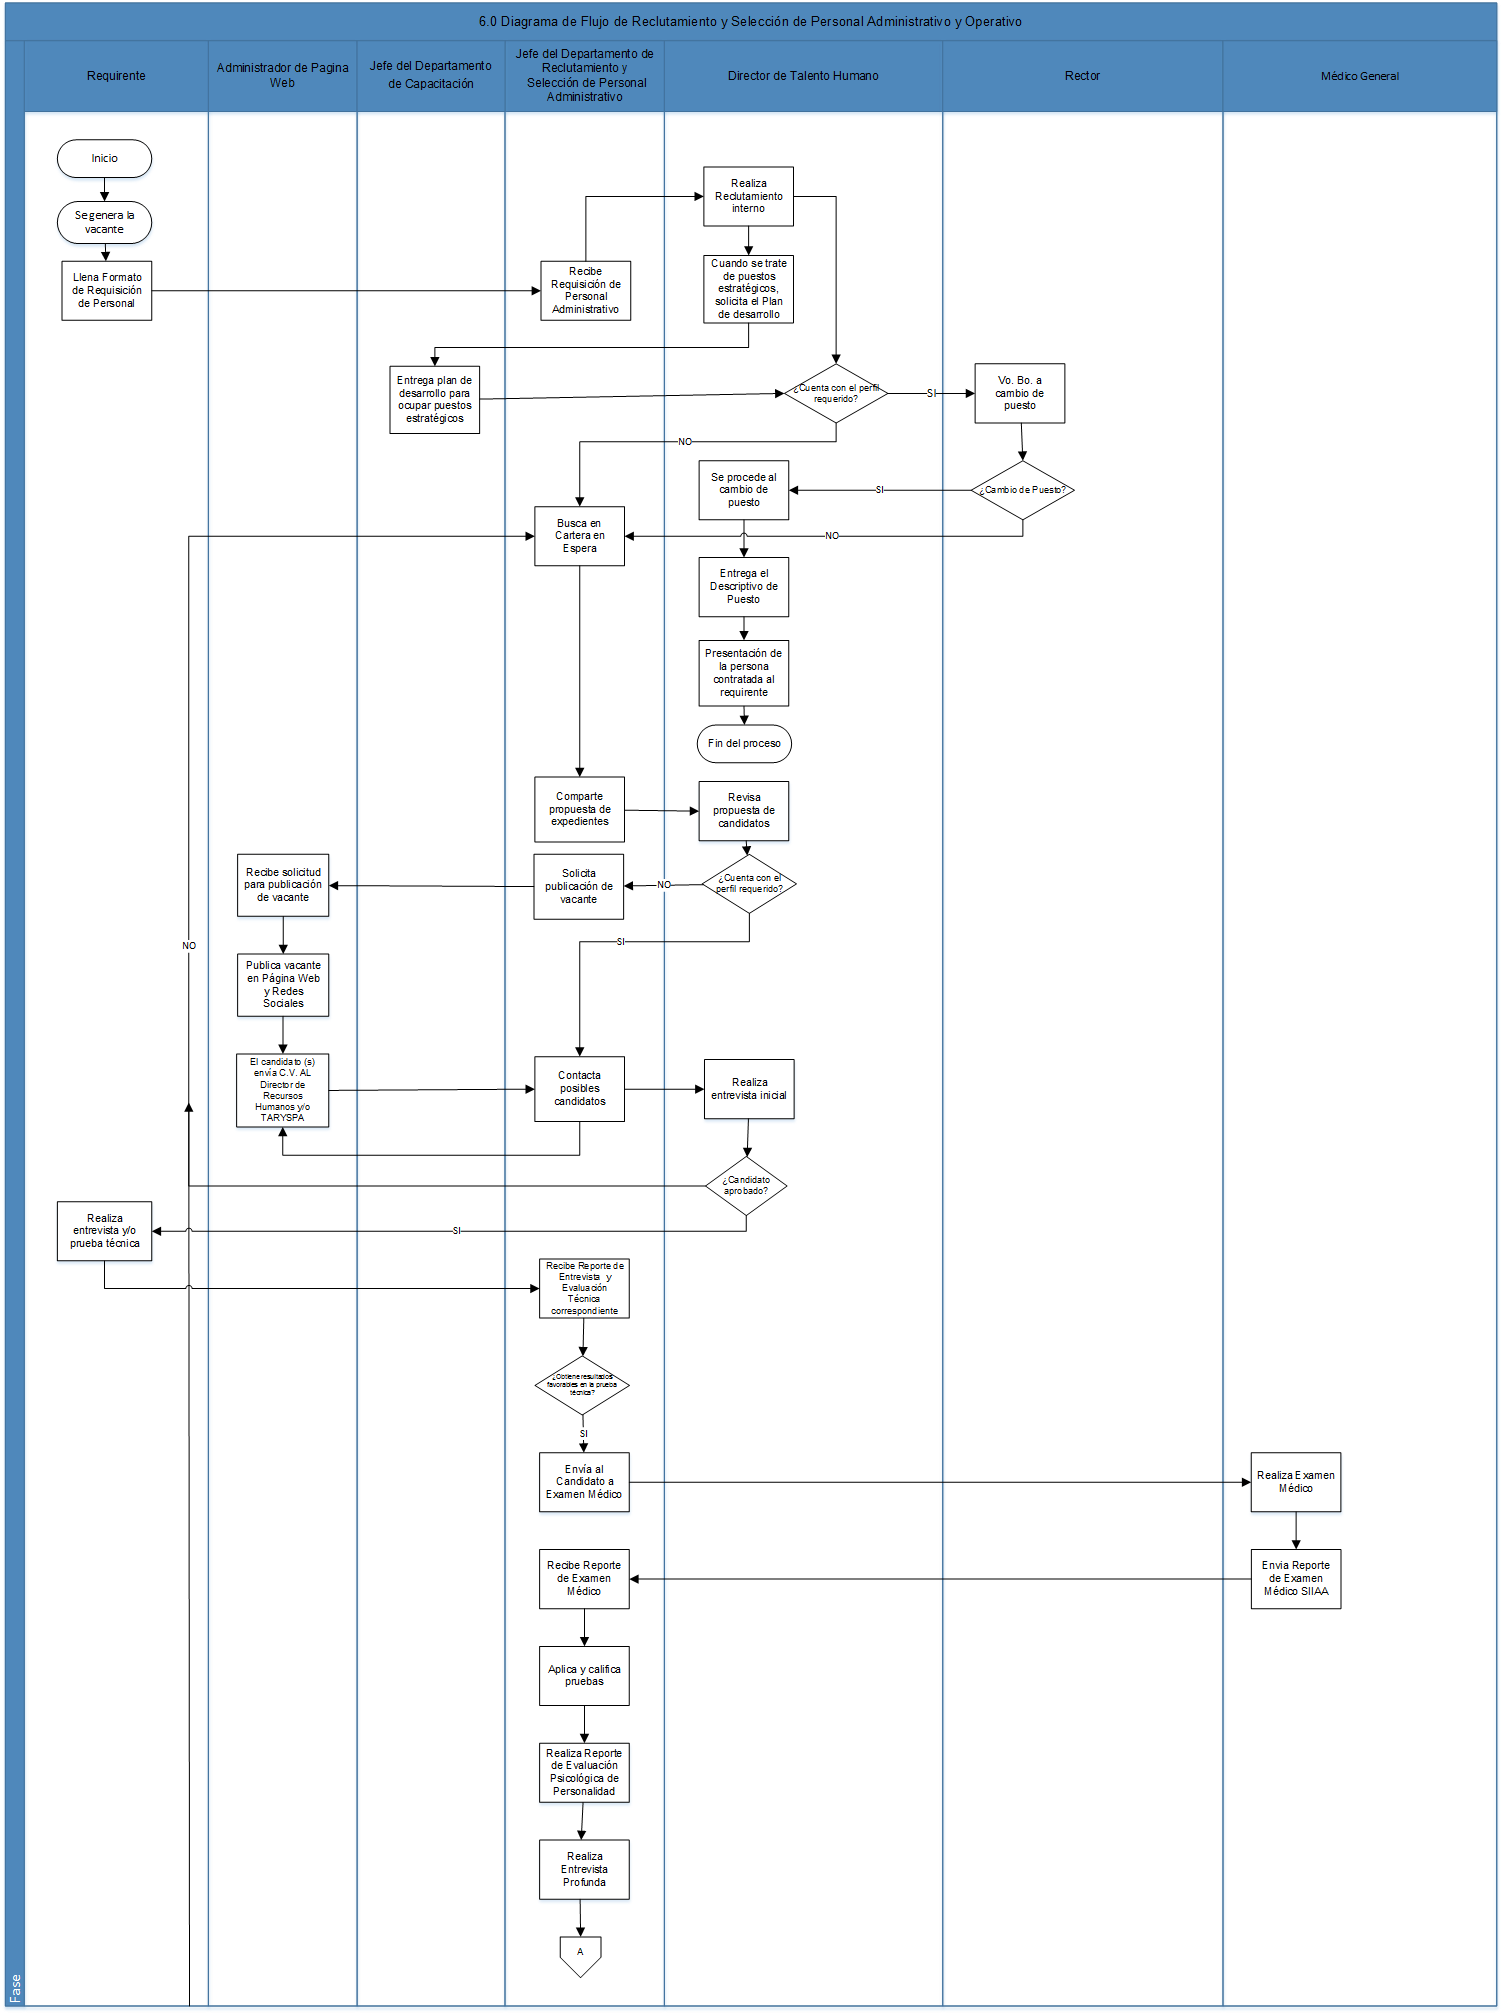 6.0 Diagrama de Flujo de Reclutamiento y Selección de Personal Administrativo y Operativo
Requirente
Administrador de Pagina
Web
Jefe del Departamento
de Capacitación
Jefe del Departamento de
Reclutamiento y
Selección de Personal
Administrativo
Director de Talento Humano
Rector
Médico General
Inicio
Se genera la
vacante
Llena Formato
de Requisición
de Personal
Recibe
Requisición de
Personal
Administrativo
Realiza
Reclutamiento
interno
Cuando se trate
de puestos
estratégicos,
solicita el Plan
de desarrollo
Entrega plan de
desarrollo para
ocupar puestos
estratégicos
¿Cuenta con el perfil
requerido?
SI
Vo. Bo. a
cambio de
puesto
NO
Se procede al
cambio de
puesto
SI
¿Cambio de Puesto?
Busca en
Cartera en
Espera
NO
Entrega el
Descriptivo de
Puesto
Presentación de
la persona
contratada al
requirente
Fin del proceso
Comparte
propuesta de
expedientes
Revisa
propuesta de
candidatos
Recibe solicitud
para publicación
de vacante
Solicita
publicación de
vacante
NO
¿Cuenta con el
perfil requerido?
NO
SI
Publica vacante
en Página Web
y Redes
Sociales
El candidato (s)
envía C.V. AL
Director de
Recursos
Humanos y/o
TARYSPA
Contacta
posibles
candidatos
Realiza
entrevista inicial
¿Candidato
aprobado?
Realiza
entrevista y/o
prueba técnica
SI
Recibe Reporte de
Entrevista y
Evaluación
Técnica
correspondiente
¿Obtiene resultados
favorables en la prueba
técnica?
SI
Envía al
Candidato a
Examen Médico
Realiza Examen
Médico
Recibe Reporte
de Examen
Médico
Envia Reporte
de Examen
Médico SIIAA
Aplica y califica
pruebas
Realiza Reporte
de Evaluación
Psicológica de
Personalidad
Realiza
Entrevista
Profunda
A
Fase